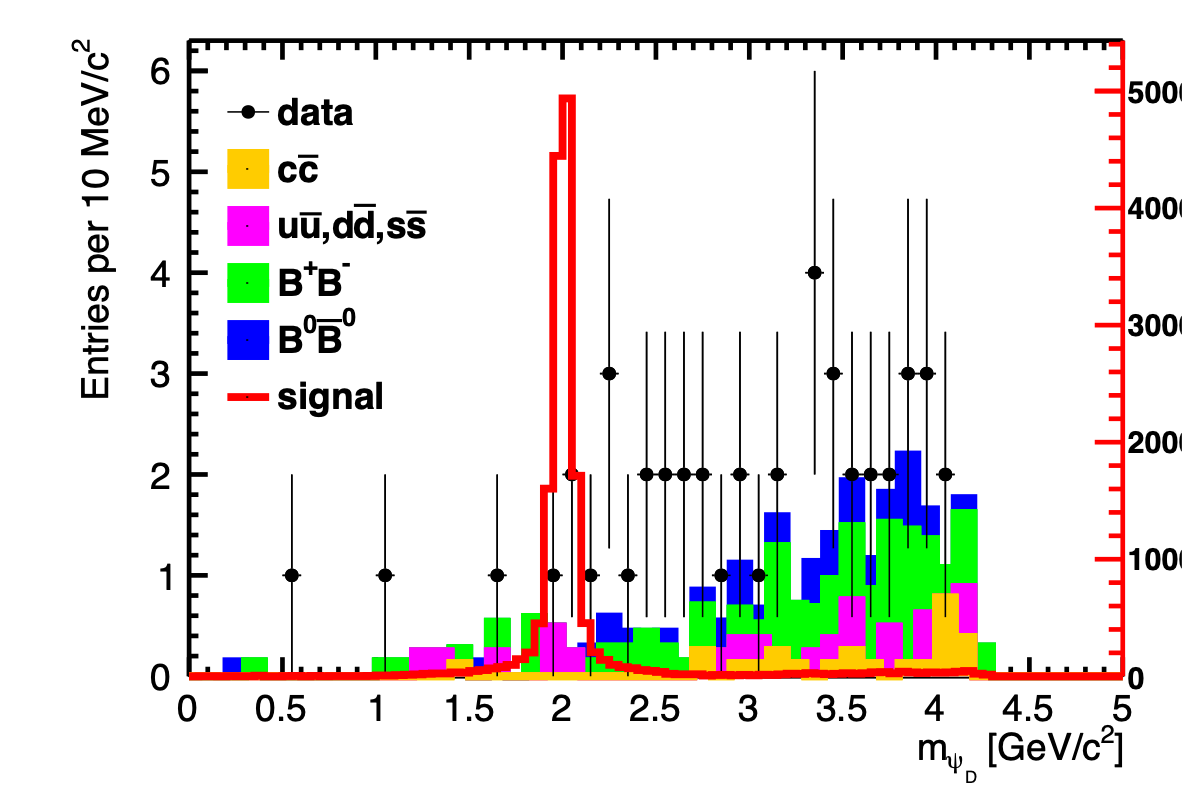 Entries per 10 MeV/c²
6
5
4
3
2
1
0
data
cc̅
uu̅,dd̅,ss̅
B⁺B⁻
B⁰B̅⁰
signal
5000
4000
3000
2000
1000
0
0 0.5 1 1.5 2 2.5 3 3.5 4 4.5 5
m_ψ_D [GeV/c²]